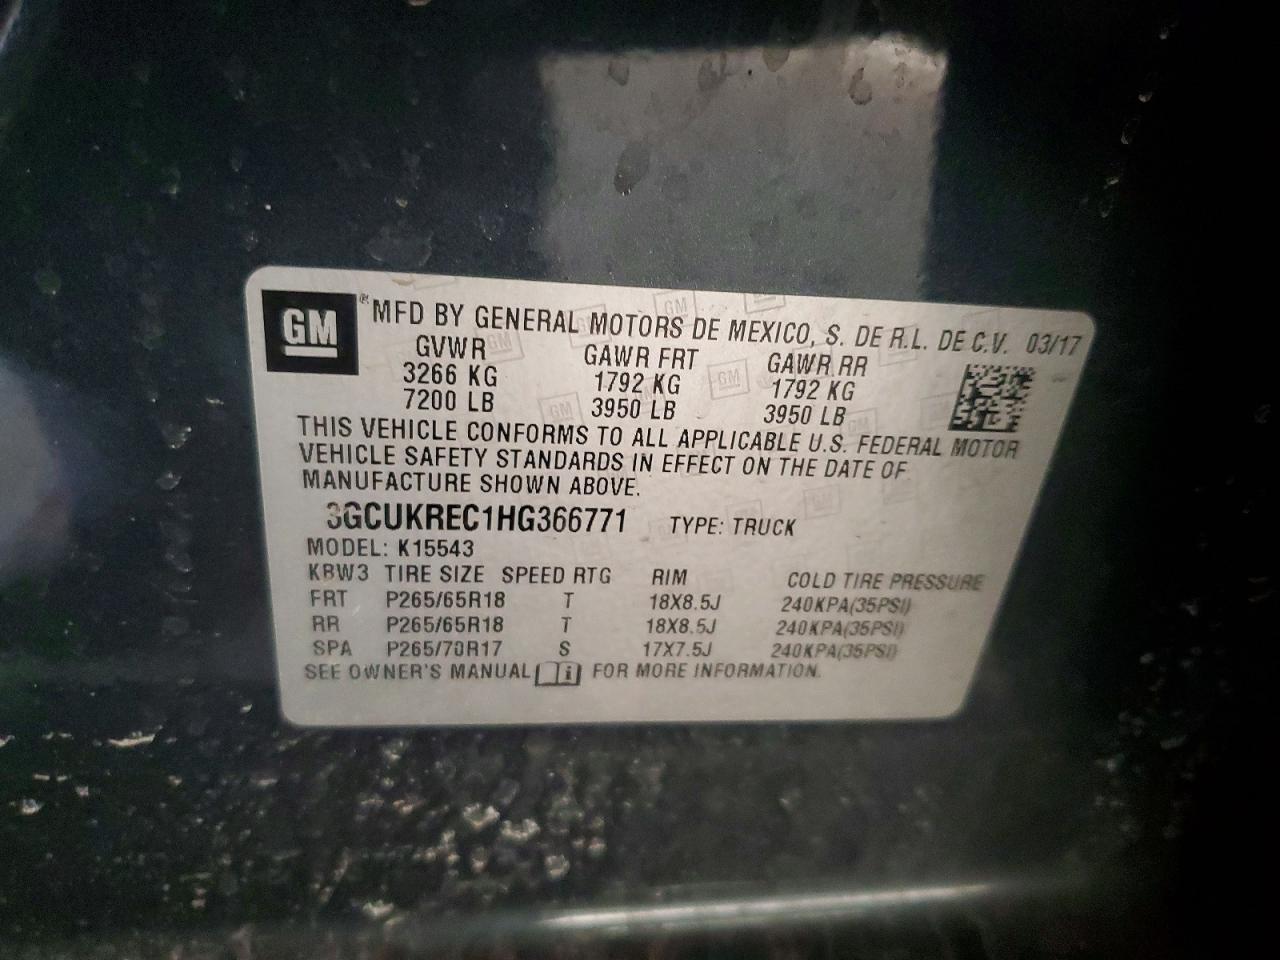 GM ® MFD BY GENERAL MOTORS DE MEXICO, S. DE R.L. DE C.V. 03/17
GVWR GAWR FRT GAWR RR
3266 KG 1792 KG 1792 KG
7200 LB 3950 LB 3950 LB
THIS VEHICLE CONFORMS TO ALL APPLICABLE U.S. FEDERAL MOTOR
VEHICLE SAFETY STANDARDS IN EFFECT ON THE DATE OF
MANUFACTURE SHOWN ABOVE.
3GCUKREC1HG366771 TYPE: TRUCK
MODEL: K15543
KBW3 TIRE SIZE SPEED RTG RIM COLD TIRE PRESSURE
FRT P265/65R18 T 18X8.5J 240KPA(35PSI)
RR P265/65R18 T 18X8.5J 240KPA(35PSI)
SPA P265/70R17 S 17X7.5J 240KPA(35PSI)
SEE OWNER'S MANUAL i FOR MORE INFORMATION.